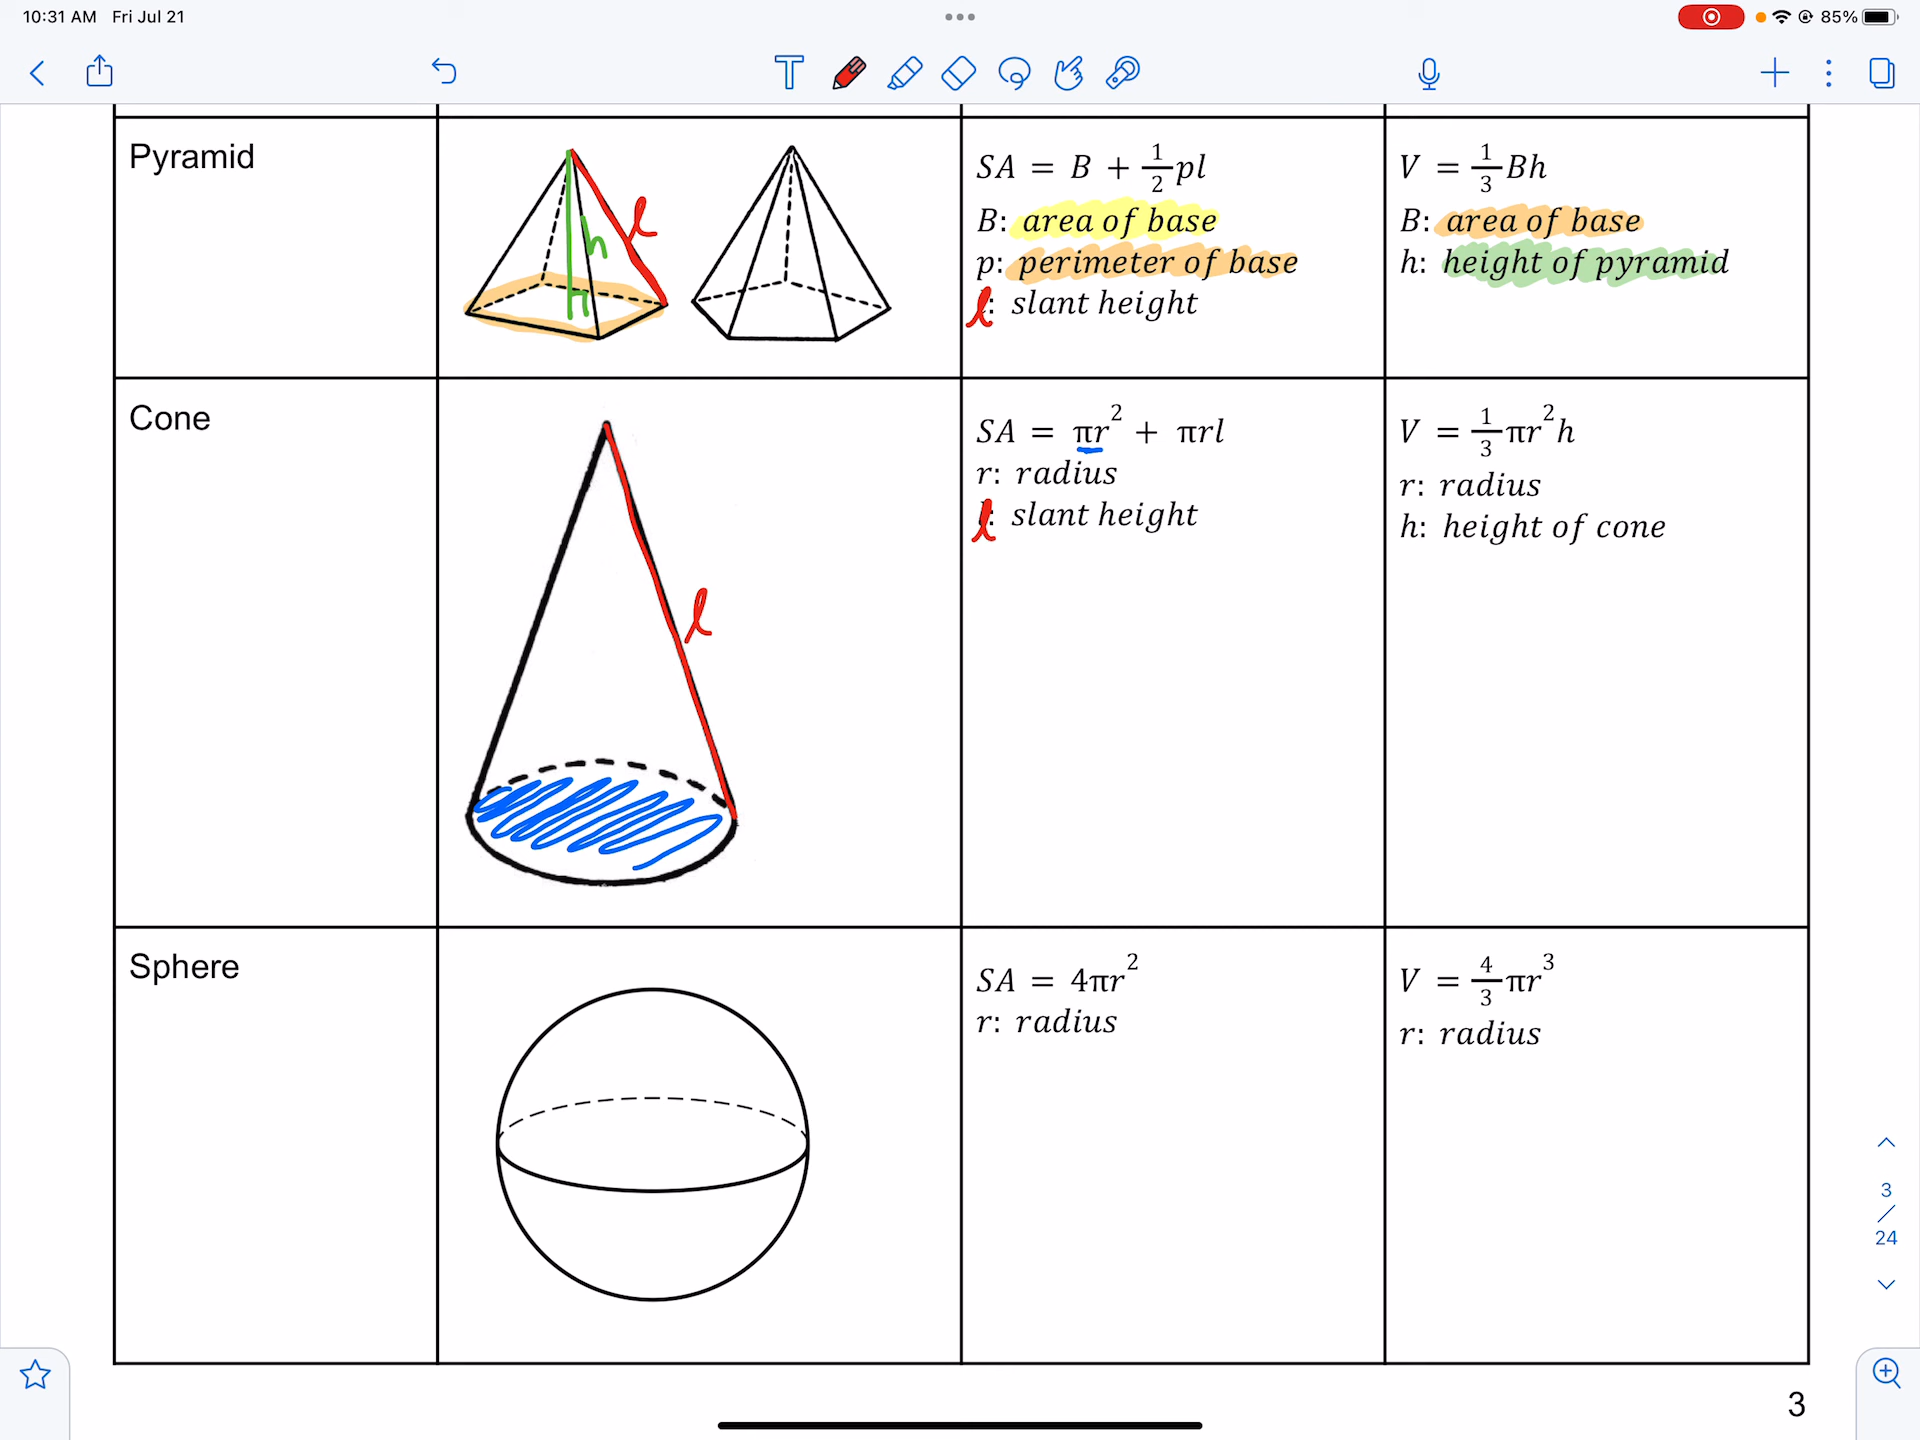 10:31 AM Fri Jul 21
85%
Pyramid
h
l
SA = B + 1/2 pl
B: area of base
p: perimeter of base
l: slant height
V = 1/3 Bh
B: area of base
h: height of pyramid
Cone
l
SA = πr² + πrl
r: radius
l: slant height
V = 1/3 πr²h
r: radius
h: height of cone
Sphere
SA = 4πr²
r: radius
V = 4/3 πr³
r: radius
3
/
24
3